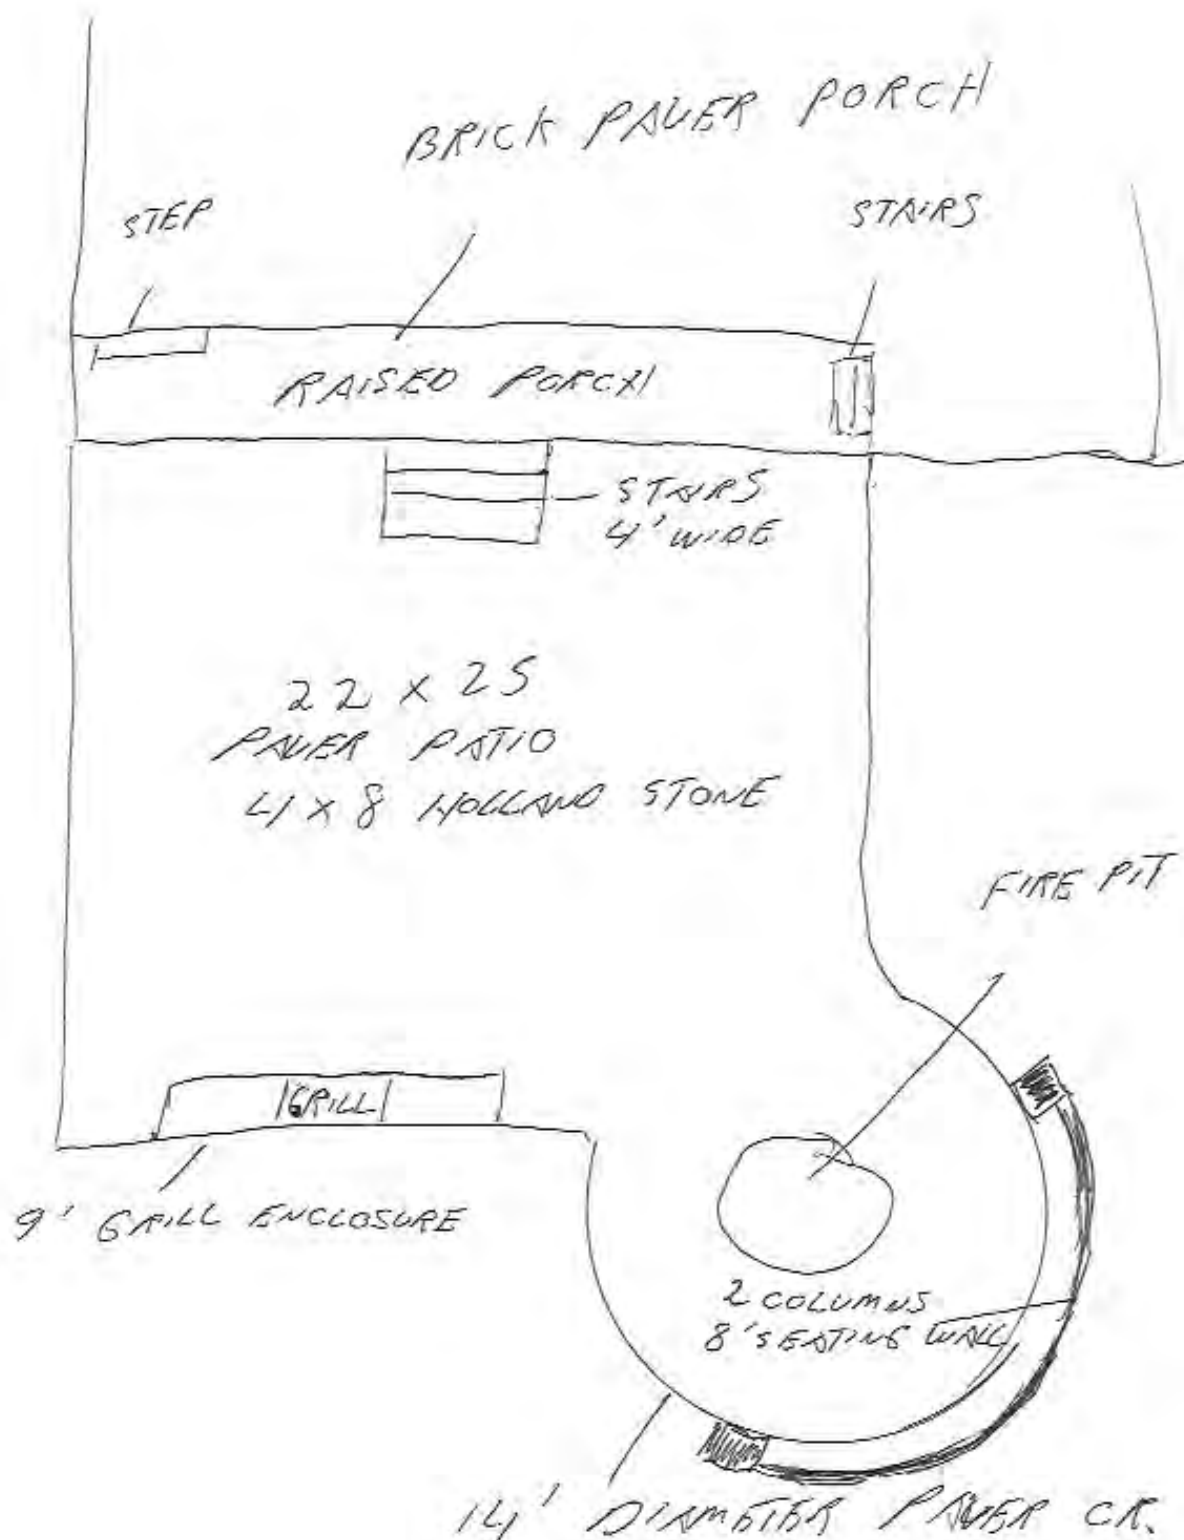 BRICK PAVER PORCH
STEP
STAIRS
RAISED PORCH
STAIRS
4' WIDE
22 X 25
PAVER PATIO
4 X 8 HOLLAND STONE
FIRE PIT
GRILL
9' GRILL ENCLOSURE
2 COLUMNS
8' SEATING WALL
14' DIAMETER PAVER CR.